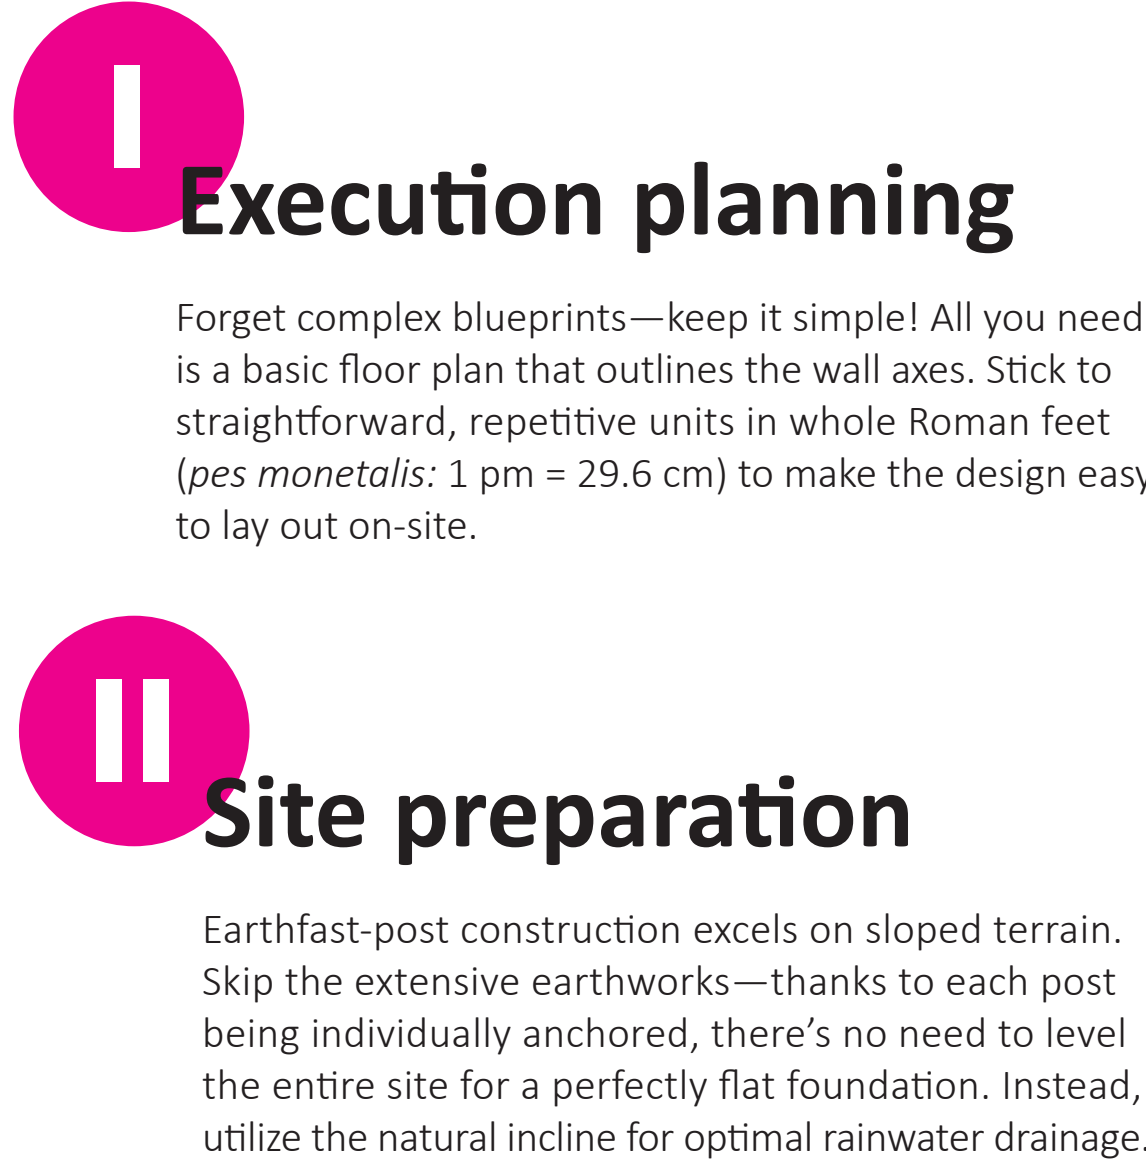 I
Execution planning
Forget complex blueprints—keep it simple! All you need
is a basic floor plan that outlines the wall axes. Stick to
straightforward, repetitive units in whole Roman feet
(pes monetalis: 1 pm = 29.6 cm) to make the design easy
to lay out on-site.
II
Site preparation
Earthfast-post construction excels on sloped terrain.
Skip the extensive earthworks—thanks to each post
being individually anchored, there’s no need to level
the entire site for a perfectly flat foundation. Instead,
utilize the natural incline for optimal rainwater drainage.